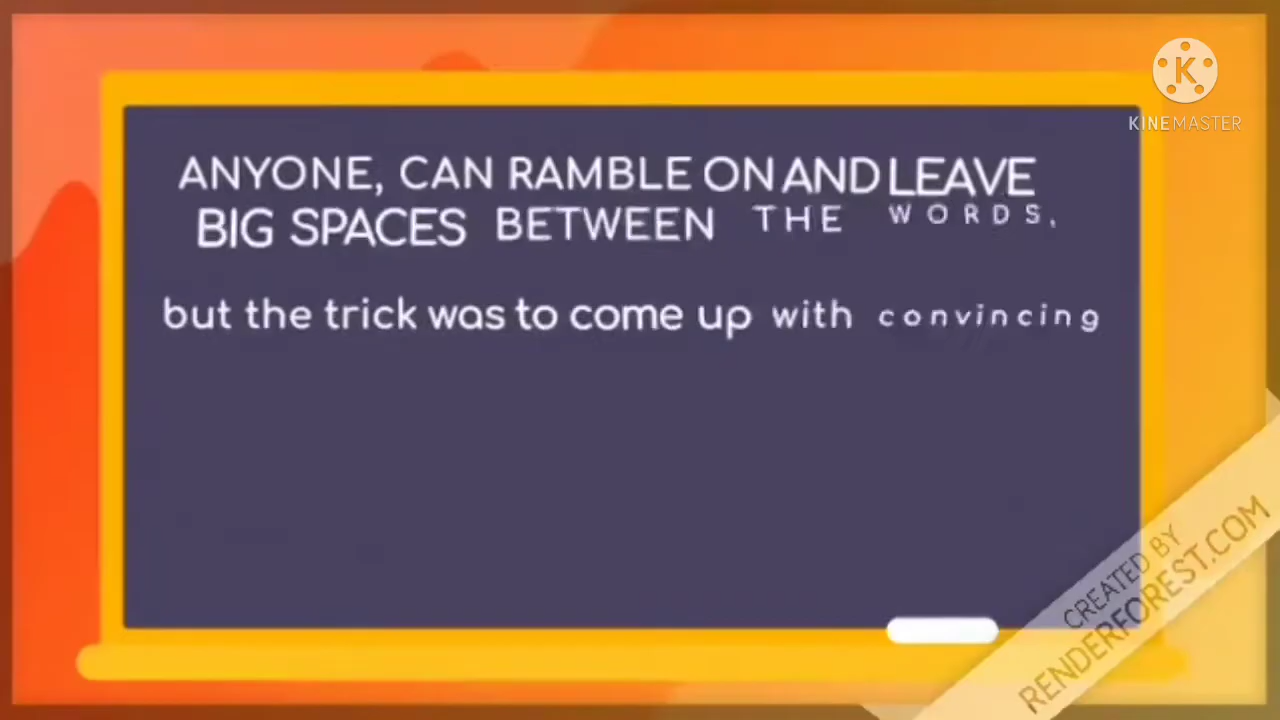 ANYONE, CAN RAMBLE ON AND LEAVE
BIG SPACES BETWEEN THE WORDS,
but the trick was to come up with convincing
K
KINEMASTER
CREATED BY
RENDERFOREST.COM